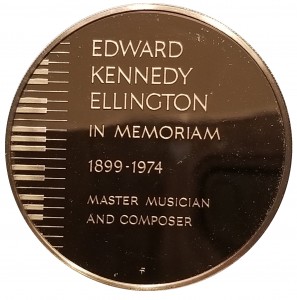 EDWARD
KENNEDY
ELLINGTON
IN MEMORIAM
1899-1974
MASTER MUSICIAN
AND COMPOSER
F